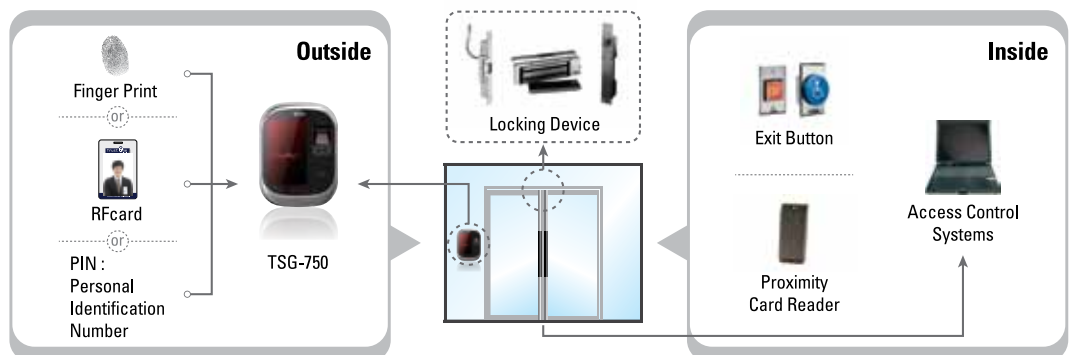 Outside
Finger Print
or
RFcard
or
PIN :
Personal
Identification
Number
TSG-750
Locking Device
Inside
Exit Button
Proximity
Card Reader
Access Control
Systems